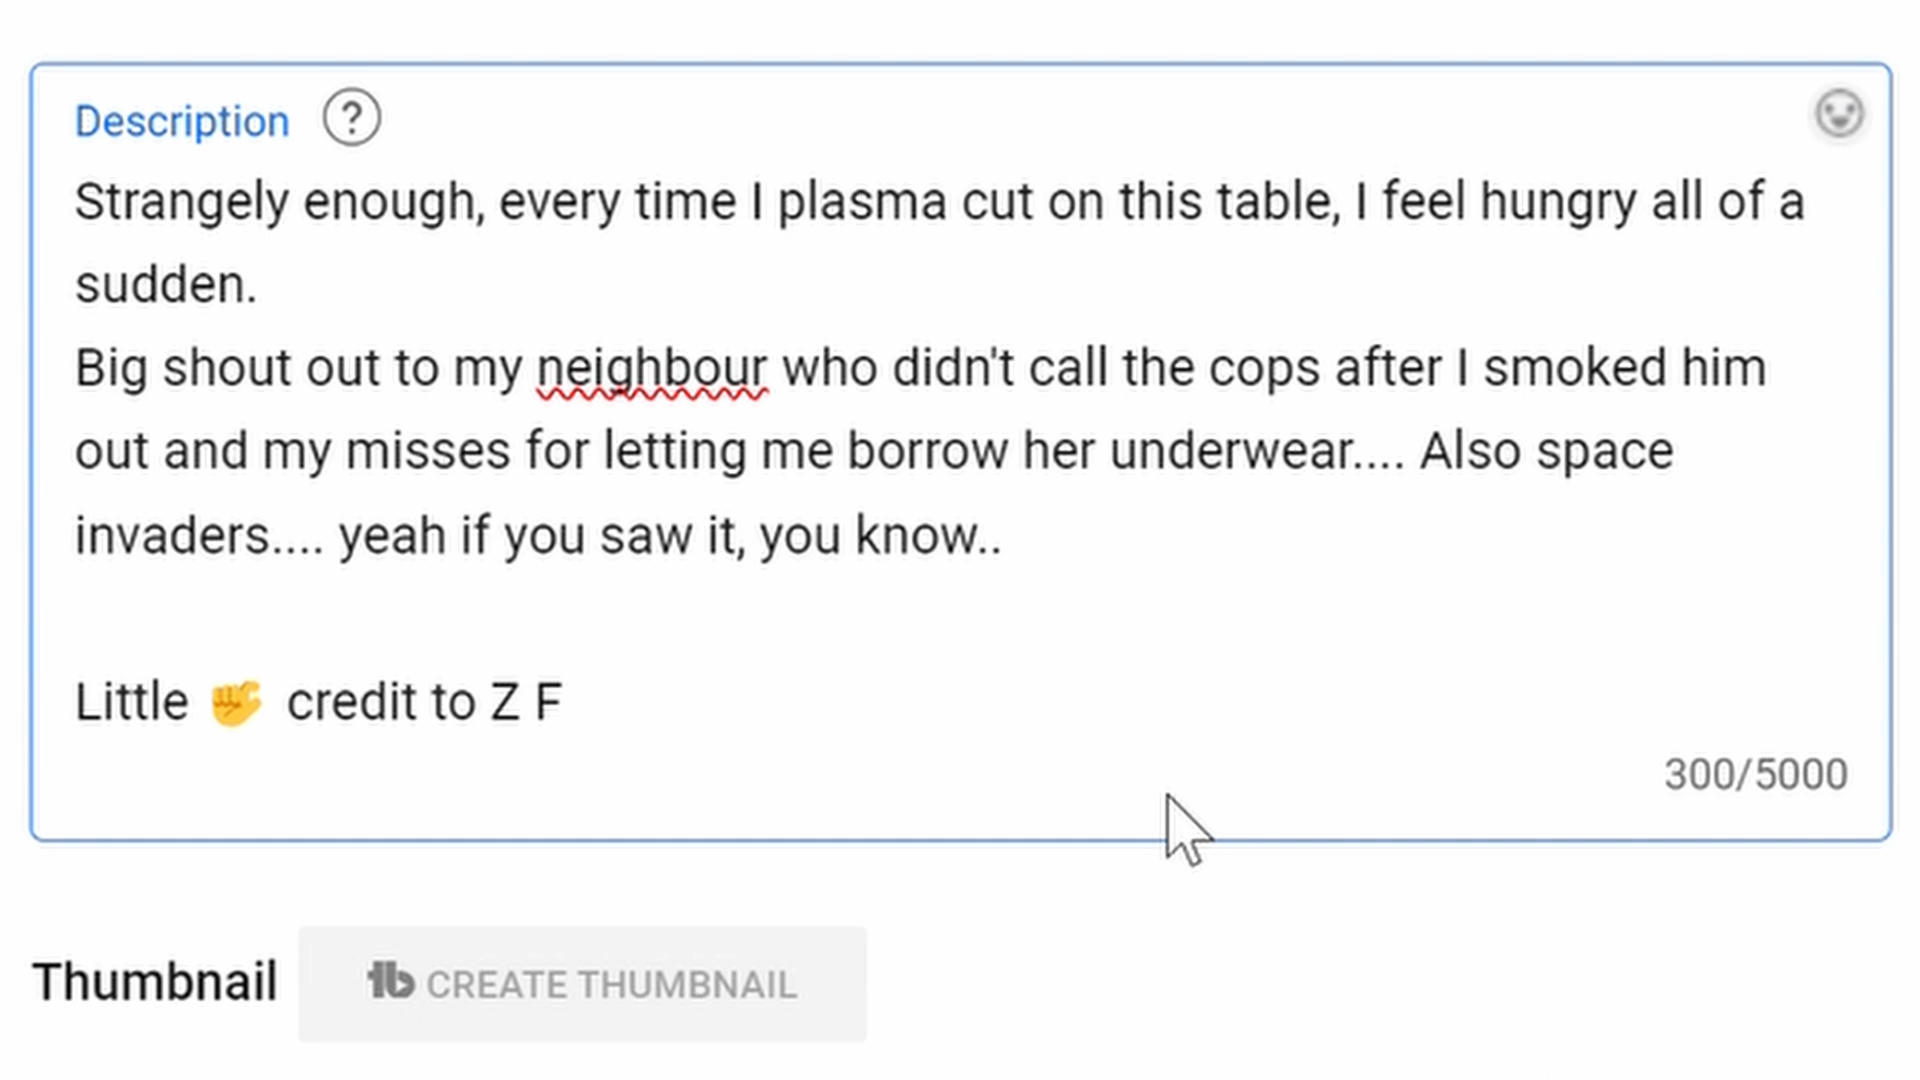 Description ?
Strangely enough, every time I plasma cut on this table, I feel hungry all of a
sudden.
Big shout out to my neighbour who didn't call the cops after I smoked him
out and my misses for letting me borrow her underwear.... Also space
invaders.... yeah if you saw it, you know..
Little 🤏 credit to Z F
300/5000
Thumbnail tb CREATE THUMBNAIL